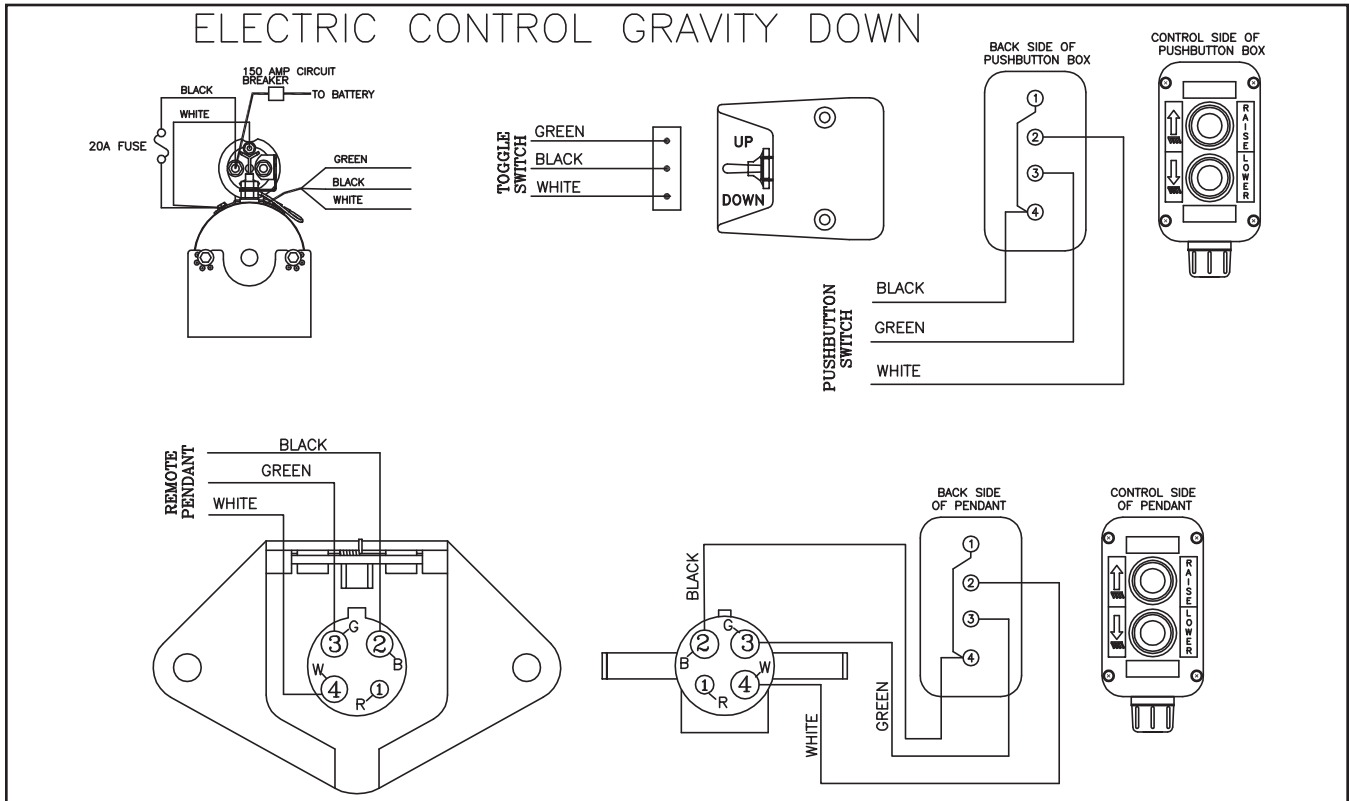 ELECTRIC CONTROL GRAVITY DOWN
150 AMP CIRCUIT
BREAKER
TO BATTERY
BLACK
WHITE
20A FUSE
GREEN
BLACK
WHITE
TOGGLE
SWITCH
GREEN
BLACK
WHITE
UP
DOWN
BACK SIDE OF
PUSHBUTTON BOX
1
2
3
4
CONTROL SIDE OF
PUSHBUTTON BOX
RAISE
LOWER
PUSHBUTTON
SWITCH
BLACK
GREEN
WHITE
REMOTE
PENDANT
BLACK
GREEN
WHITE
G
3
2
W
B
4
1
R
BLACK
G
2
3
B
W
1
4
R
WHITE
GREEN
BACK SIDE
OF PENDANT
1
2
3
4
CONTROL SIDE
OF PENDANT
RAISE
LOWER